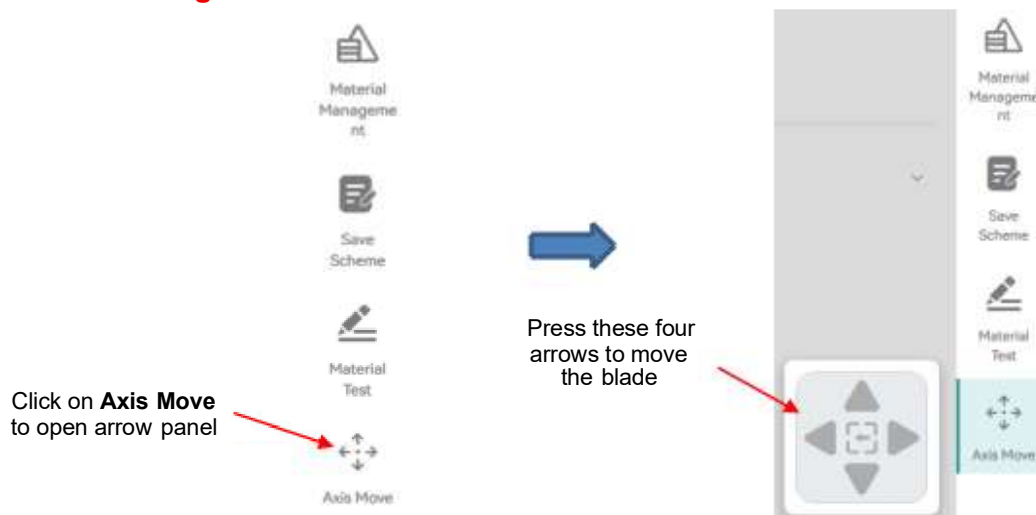 Material
Manageme
nt
Save
Scheme
Material
Test
Click on Axis Move
to open arrow panel
Axis Move
Press these four
arrows to move
the blade
Material
Manageme
nt
Save
Scheme
Material
Test
Axis Move